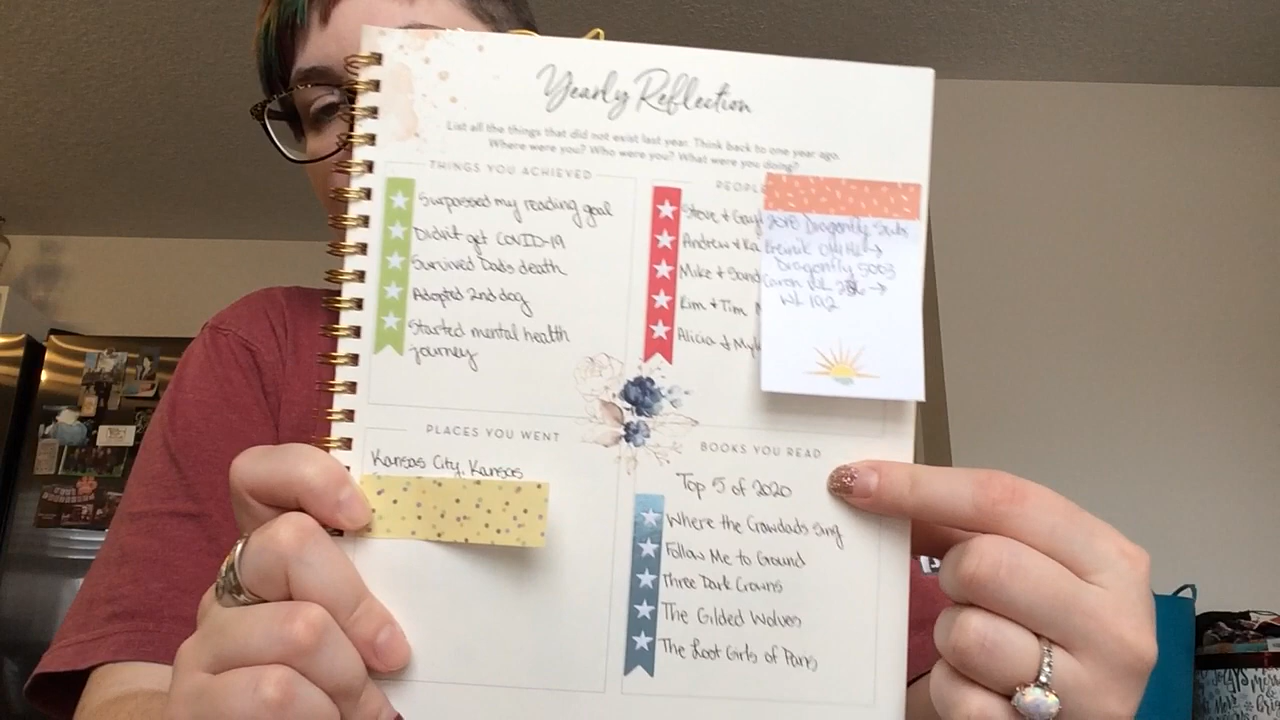 Yearly Reflection
List all the things that did not exist last year. Think back to one year ago.
Where were you? Who were you? What were you doing?
THINGS YOU ACHIEVED
Surpassed my reading goal
Didn't get COVID-19
Survived Dad's death
Adopted 2nd dog
Started mental health
journey
PEOPLE
Steve +
Andrew + Ka
Mike + Sand
Kim + Tim
Alicia +
Dragonfly
Dragonfly 5003
WL 102
PLACES YOU WENT
Kansas City, Kansas
BOOKS YOU READ
Top 5 of 2020
Where the Crawdads Sing
Follow Me to Ground
Three Dark Crowns
The Gilded Wolves
The Lost Girls of Paris